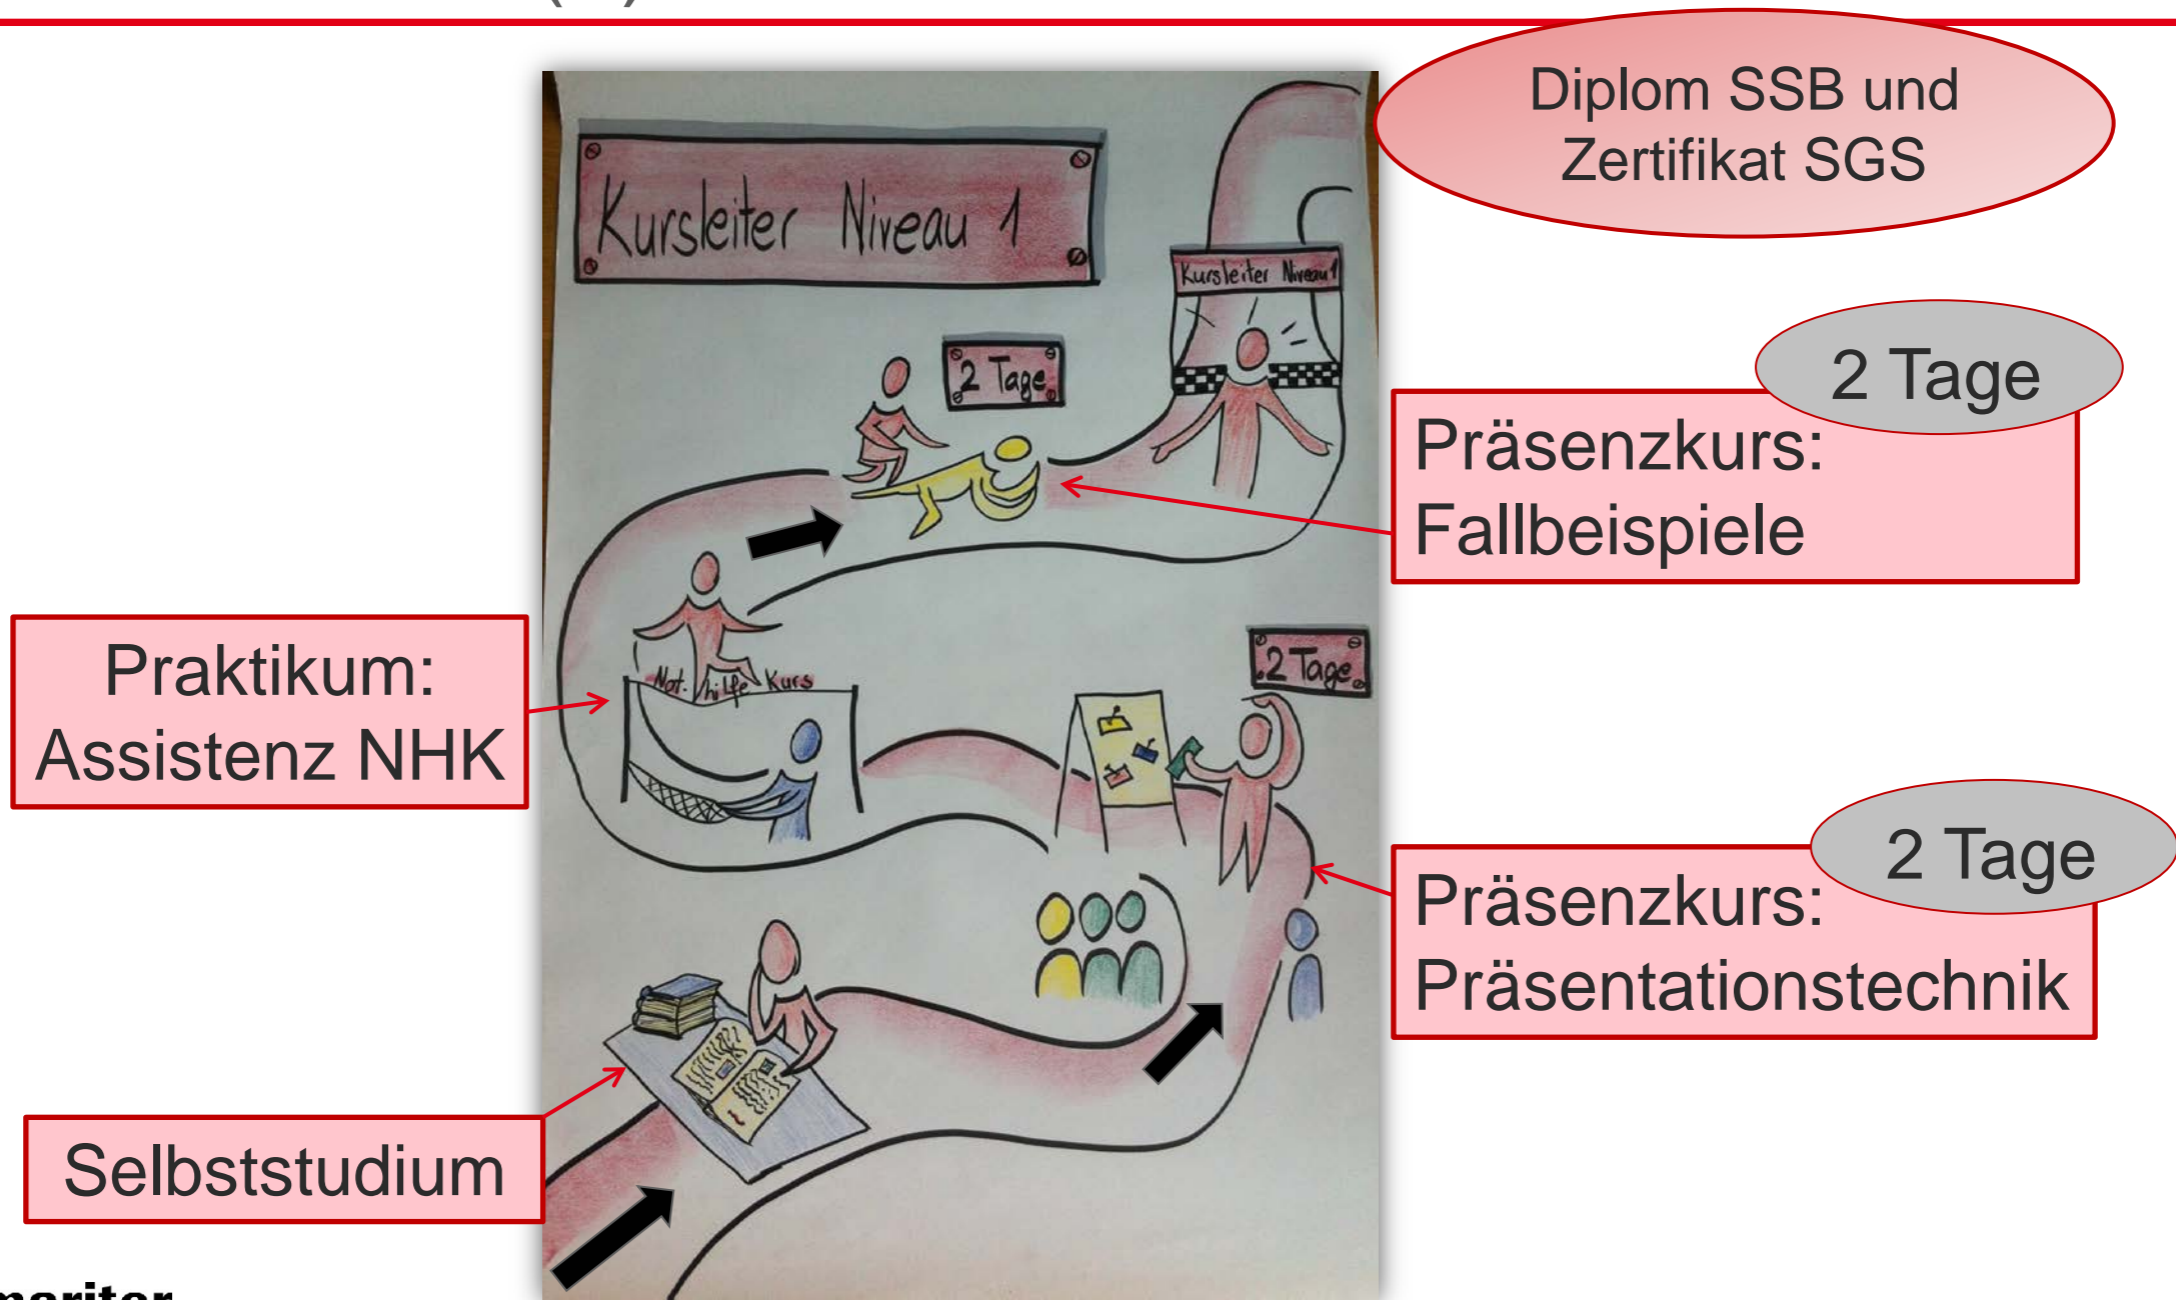 Diplom SSB und
Zertifikat SGS
Kursleiter Niveau 1
Kursleiter Niveau 1
2 Tage
2 Tage
Präsenzkurs:
Fallbeispiele
Praktikum:
Assistenz NHK
Not-hilfe Kurs
2 Tage
2 Tage
Präsenzkurs:
Präsentationstechnik
Selbststudium